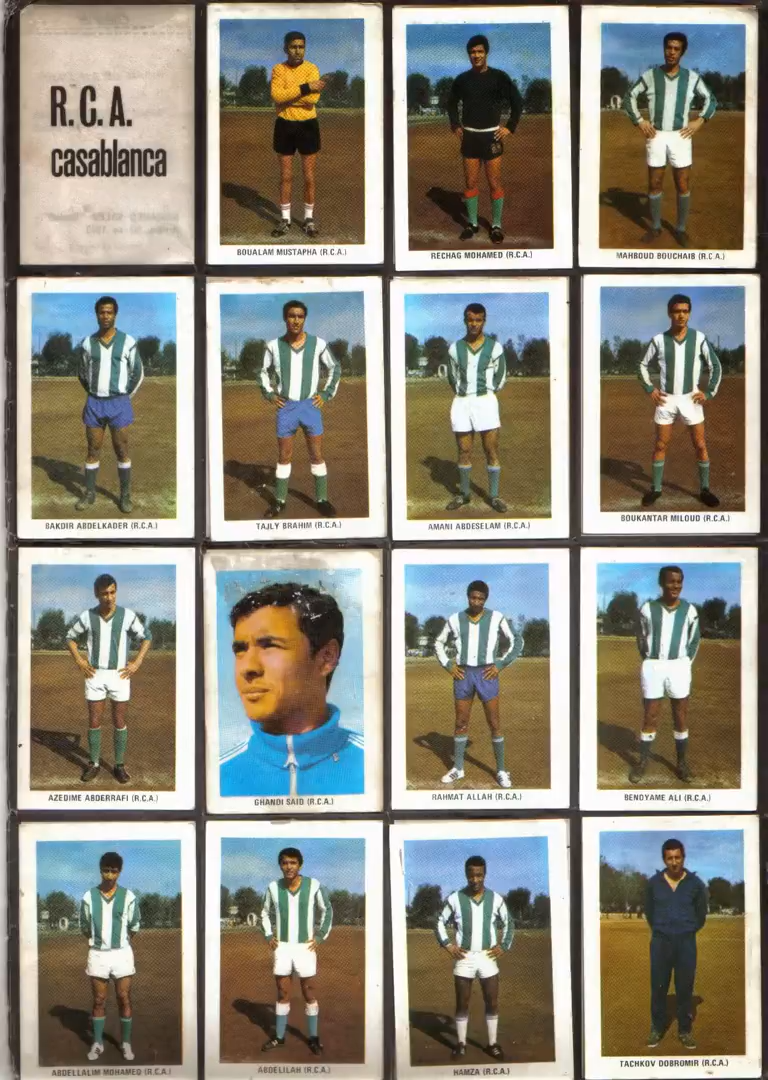 R.C.A.
casablanca
BOUALAM MUSTAPHA (R.C.A.)
RECHAG MOHAMED (R.C.A.)
MAHBOUD BOUCHAIB (R.C.A.)
BAKDIR ABDELKADER (R.C.A.)
TAJLY BRAHIM (R.C.A.)
AMANI ABDESELAM (R.C.A.)
BOUKANTAR MILOUD (R.C.A.)
AZEDIME ABDERRAFI (R.C.A.)
GHANDI SAID (R.C.A.)
RAHMAT ALLAH (R.C.A.)
BENDYAME ALI (R.C.A.)
ABDELLALIM MOHAMED (R.C.A.)
ABDELILAH (R.C.A.)
HAMZA (R.C.A.)
TACHKOV DOBROMIR (R.C.A.)